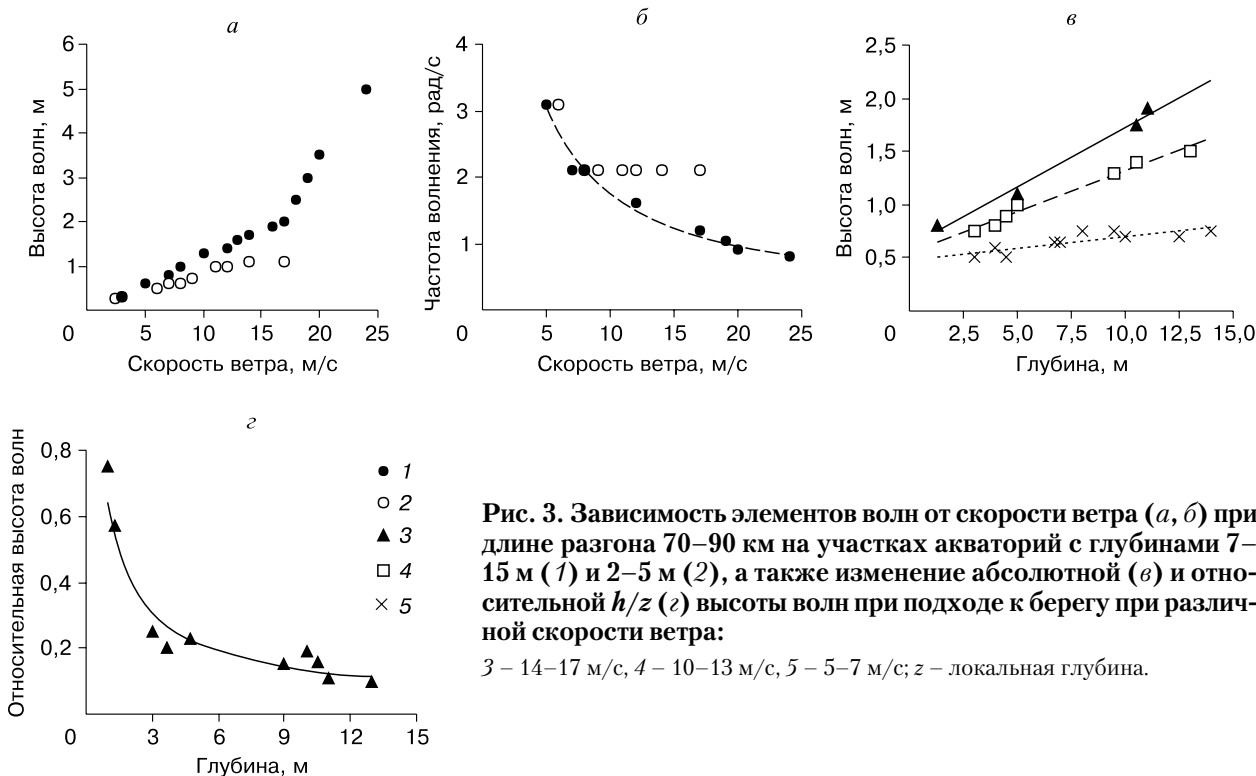 а
Высота волн, м
6
5
4
3
2
1
0
5
10
15
20
25
Скорость ветра, м/с
б
Частота волнения, рад/с
4
3
2
1
0
5
10
15
20
25
Скорость ветра, м/с
в
Высота волн, м
2,5
2,0
1,5
1,0
0,5
0
2,5
5,0
7,5
10,0
12,5
15,0
Глубина, м
г
Относительная высота волн
0,8
0,6
0,4
0,2
0
3
6
9
12
15
Глубина, м
1
2
3
4
5
Рис. 3. Зависимость элементов волн от скорости ветра (а, б) при
длине разгона 70–90 км на участках акваторий с глубинами 7–
15 м (1) и 2–5 м (2), а также изменение абсолютной (в) и отно-
сительной h/z (г) высоты волн при подходе к берегу при различ-
ной скорости ветра:
3 – 14–17 м/с, 4 – 10–13 м/с, 5 – 5–7 м/с; z – локальная глубина.